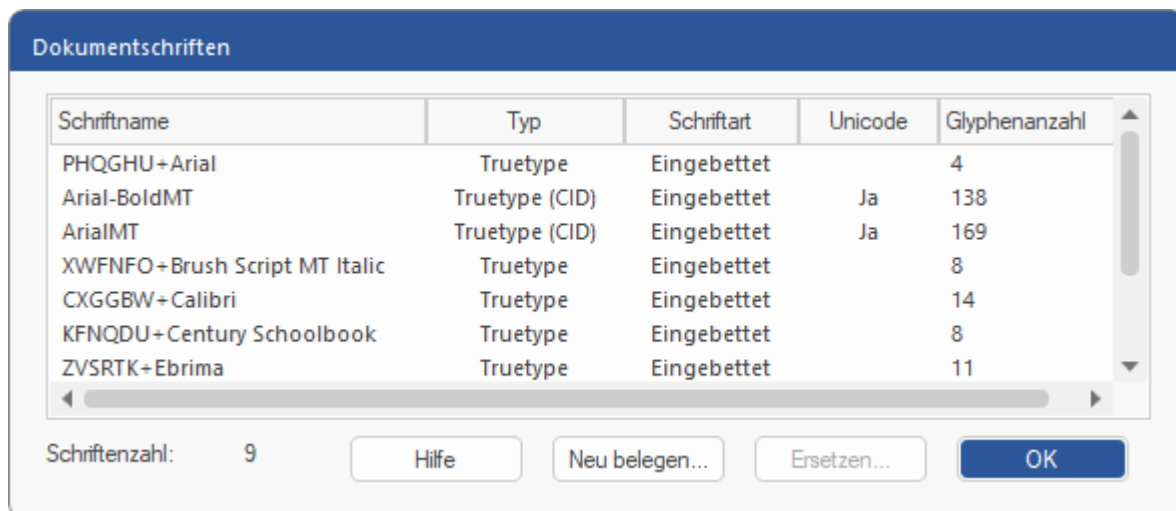 Dokumentschriften
Schriftname Typ Schriftart Unicode Glyphenanzahl
PHQGHU+Arial Truetype Eingebettet 4
Arial-BoldMT Truetype (CID) Eingebettet Ja 138
ArialMT Truetype (CID) Eingebettet Ja 169
XWFNFO+Brush Script MT Italic Truetype Eingebettet 8
CXGGBW+Calibri Truetype Eingebettet 14
KFNQDU+Century Schoolbook Truetype Eingebettet 8
ZVSRTK+Ebrima Truetype Eingebettet 11
Schriftenzahl: 9 Hilfe Neu belegen... Ersetzen... OK